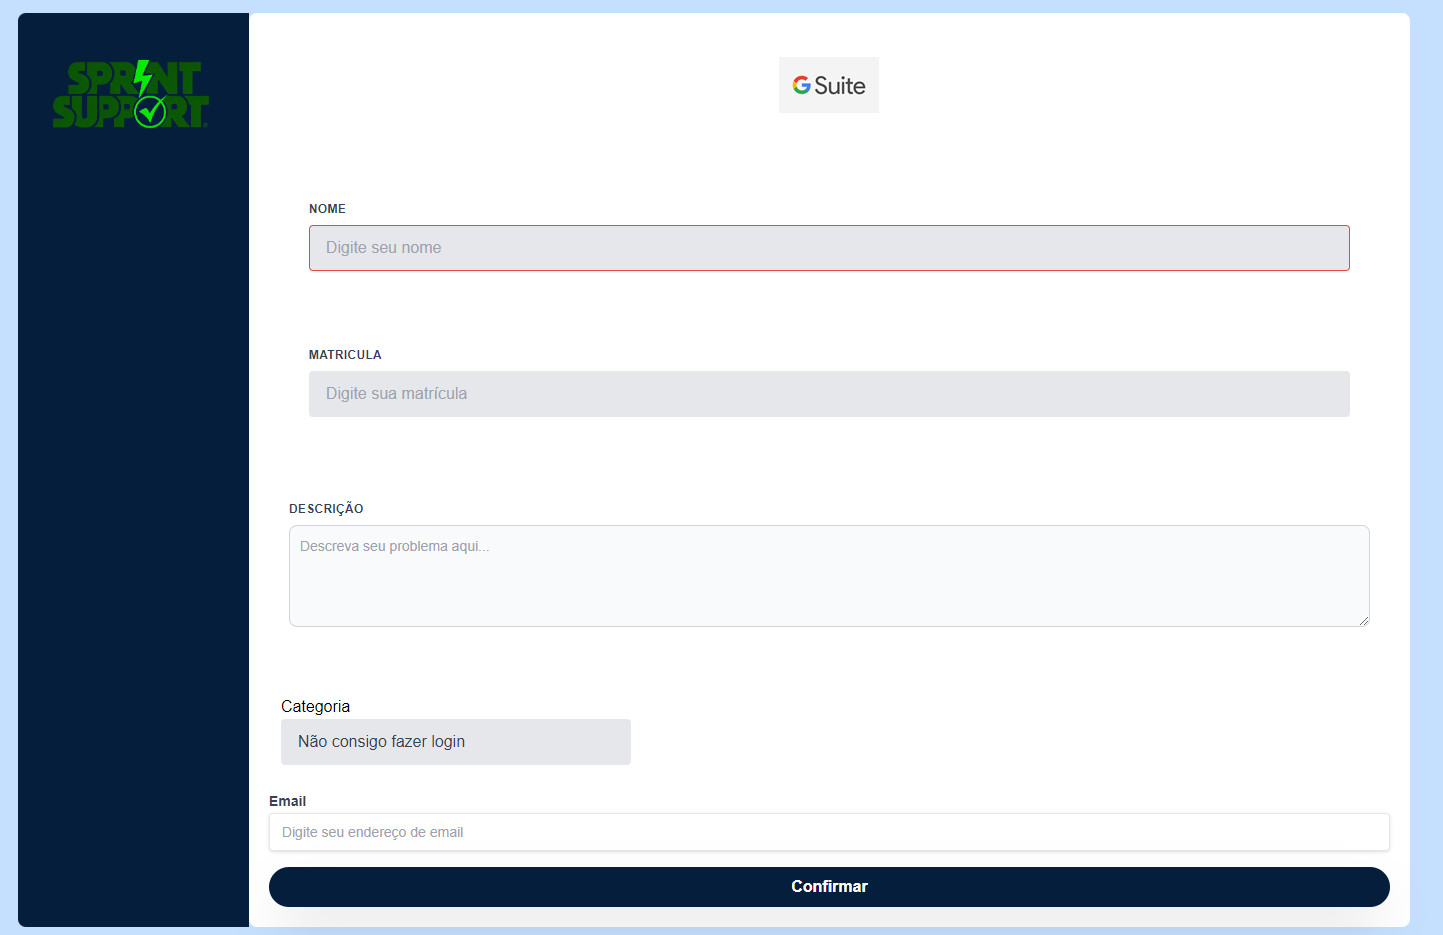 SPRINT
SUPPORT
G Suite
NOME
Digite seu nome
MATRICULA
Digite sua matrícula
DESCRIÇÃO
Descreva seu problema aqui...
Categoria
Não consigo fazer login
Email
Digite seu endereço de email
Confirmar